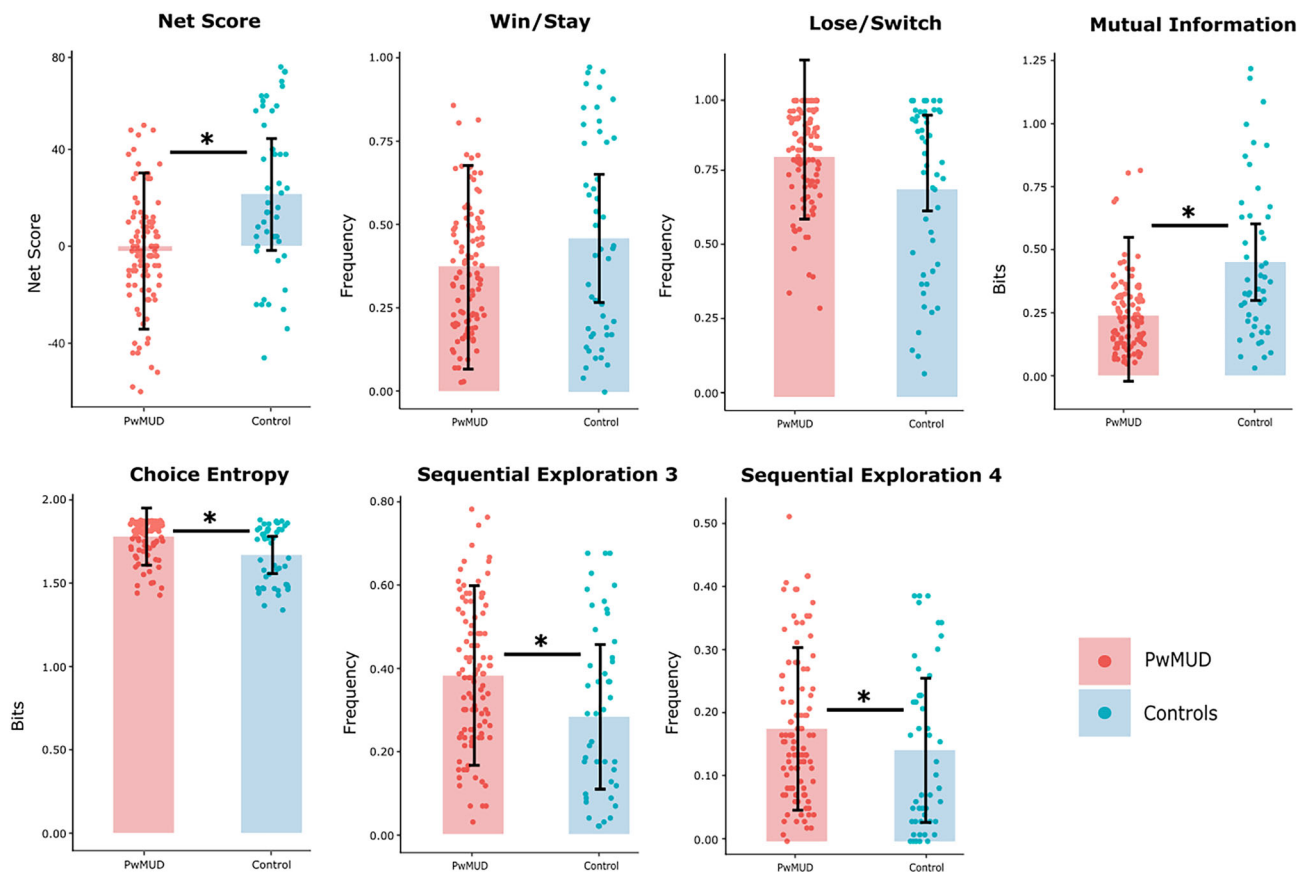 Net Score
Win/Stay
Lose/Switch
Mutual Information
Net Score
80
40
0
-40
*
PwMUD
Control
Frequency
1.00
0.75
0.50
0.25
0.00
PwMUD
Control
Frequency
1.00
0.75
0.50
0.25
0.00
PwMUD
Control
Bits
1.25
1.00
0.75
0.50
0.25
0.00
*
PwMUD
Control
Choice Entropy
Sequential Exploration 3
Sequential Exploration 4
Bits
2.00
1.50
1.00
0.50
0.00
*
PwMUD
Control
Frequency
0.80
0.60
0.40
0.20
0.00
*
PwMUD
Control
Frequency
0.50
0.40
0.30
0.20
0.10
0.00
*
PwMUD
Control
PwMUD
Controls